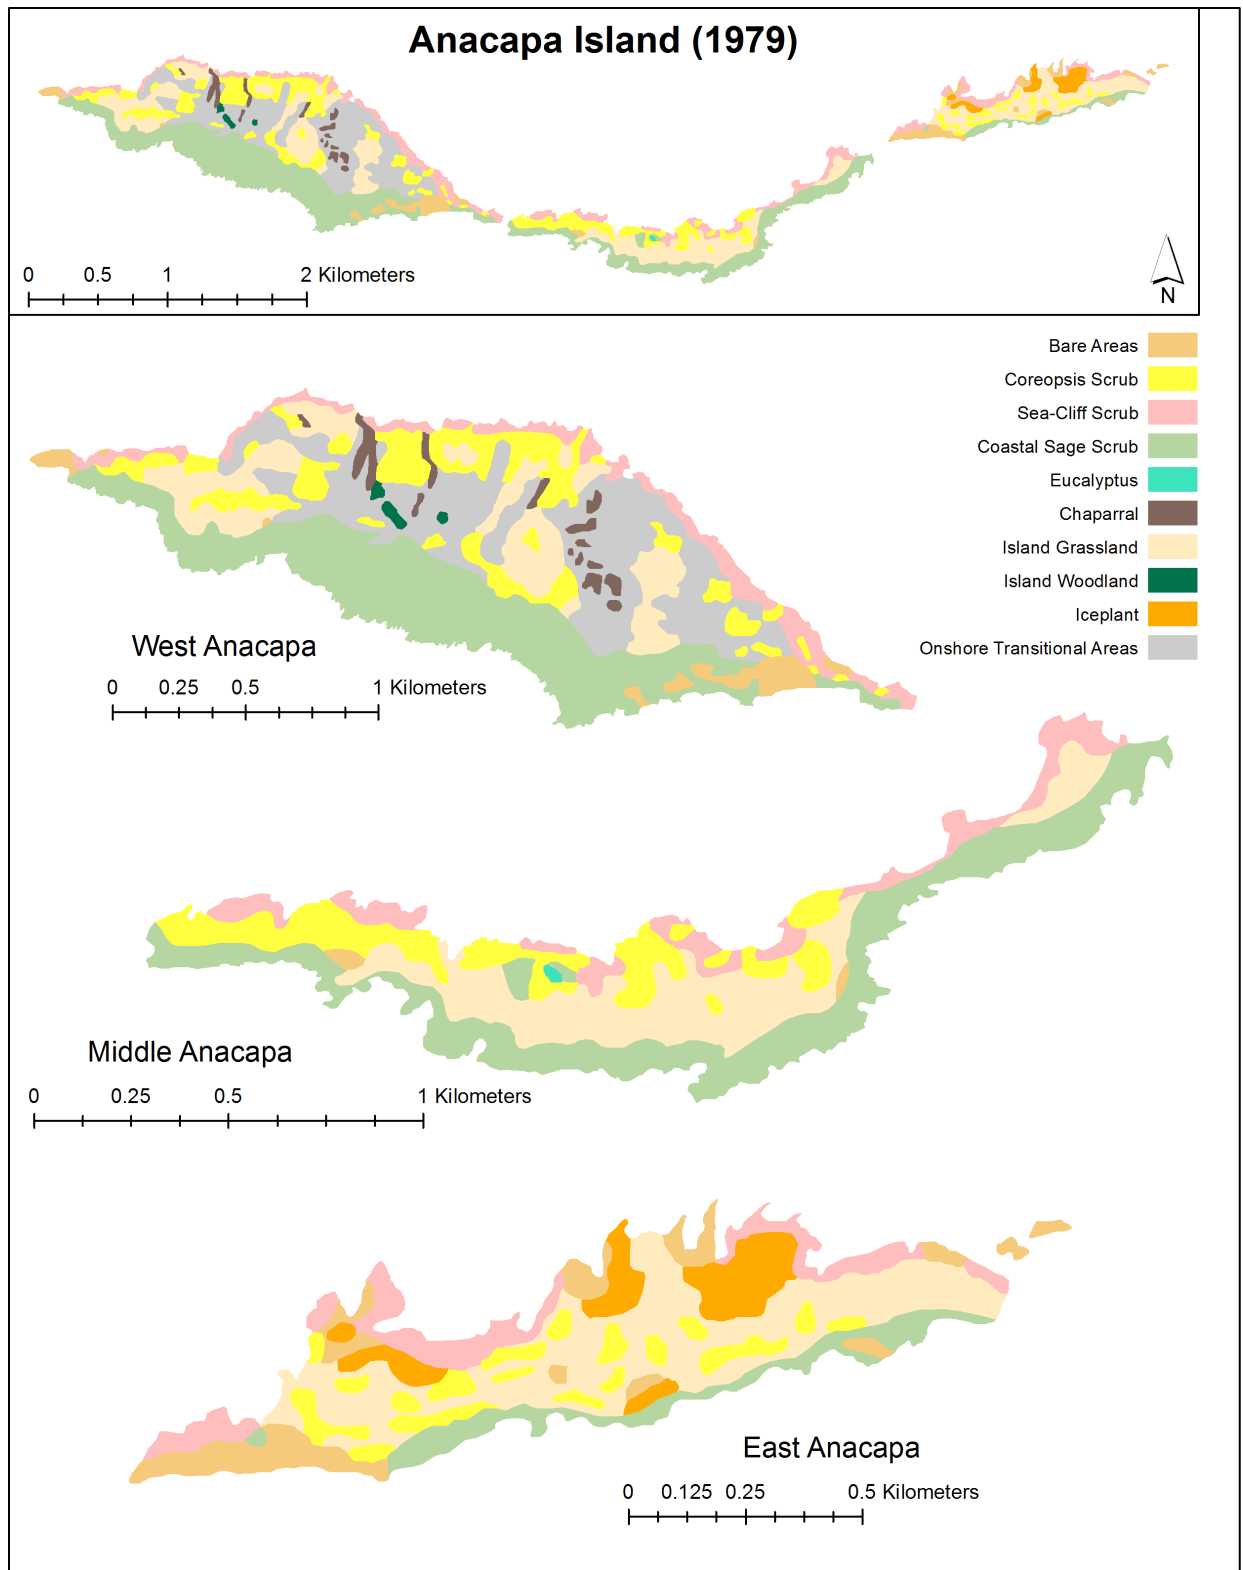 Anacapa Island (1979)
0 0.5 1 2 Kilometers
N
Bare Areas
Coreopsis Scrub
Sea-Cliff Scrub
Coastal Sage Scrub
Eucalyptus
Chaparral
Island Grassland
Island Woodland
Iceplant
Onshore Transitional Areas
West Anacapa
0 0.25 0.5 1 Kilometers
Middle Anacapa
0 0.25 0.5 1 Kilometers
East Anacapa
0 0.125 0.25 0.5 Kilometers